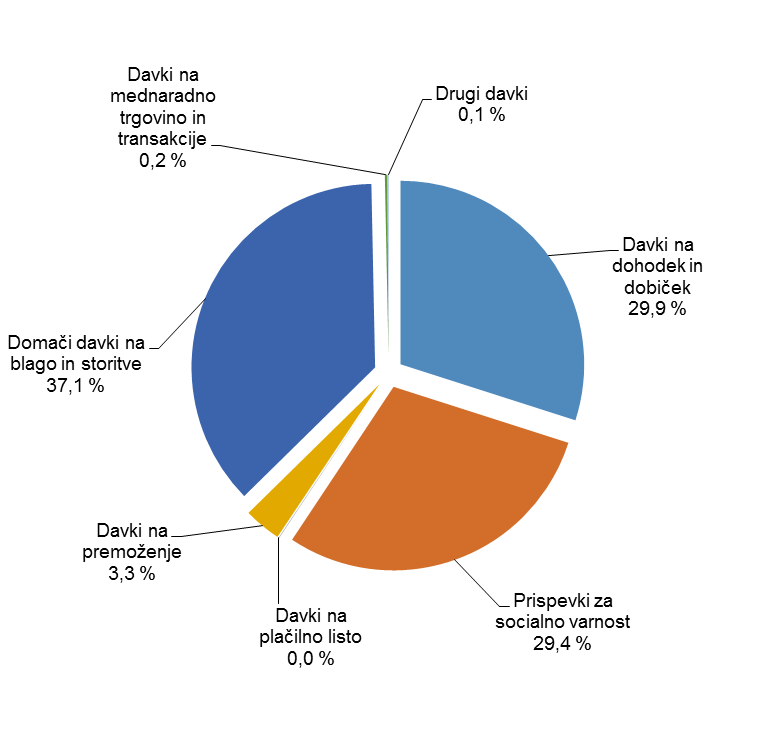 Davki na
mednaradno
trgovino in
transakcije
0,2 %
Drugi davki
0,1 %
Davki na
dohodek in
dobiček
29,9 %
Domači davki na
blago in storitve
37,1 %
Davki na
premoženje
3,3 %
Davki na
plačilno listo
0,0 %
Prispevki za
socialno varnost
29,4 %